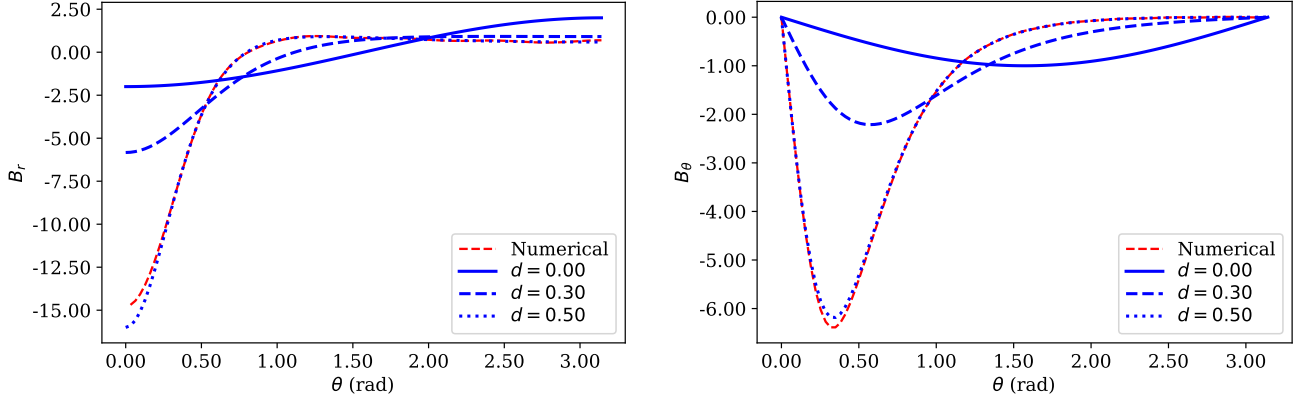 2.50
0.00
-2.50
-5.00
-7.50
-10.00
-12.50
-15.00
B_r
0.00
0.50
1.00
1.50
2.00
2.50
3.00
θ (rad)
Numerical
d = 0.00
d = 0.30
d = 0.50
0.00
-1.00
-2.00
-3.00
-4.00
-5.00
-6.00
B_θ
0.00
0.50
1.00
1.50
2.00
2.50
3.00
θ (rad)
Numerical
d = 0.00
d = 0.30
d = 0.50